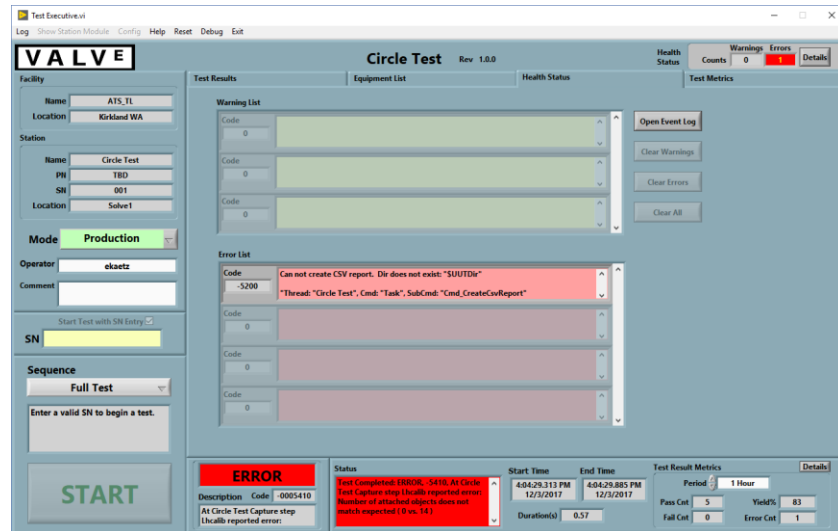 Test Executive.vi
Log Show Station Module Config Help Reset Debug Exit
VALVE
Circle Test Rev 1.0.0
Health Status
Warnings Errors
Counts 0 1
Details
Facility
Name ATS_TL
Location Kirkland WA
Station
Name Circle Test
PN TBD
SN 001
Location Solve1
Mode Production
Operator ekaetz
Comment
Start Test with SN Entry
SN
Sequence
Full Test
Enter a valid SN to begin a test.
START
Test Results Equipment List Health Status Test Metrics
Warning List
Code
0
Code
0
Code
0
Open Event Log
Clear Warnings
Clear Errors
Clear All
Error List
Code
-5200
Can not create CSV report. Dir does not exist: "$UUTDir"
"Thread: "Circle Test", Cmd: "Task", SubCmd: "Cmd_CreateCsvReport"
Code
0
Code
0
Code
0
ERROR
Description Code -0005410
At Circle Test Capture step
Lhcalib reported error:
Status
Test Completed: ERROR, -5410, At Circle
Test Capture step Lhcalib reported error:
Number of attached objects does not
match expected ( 0 vs. 14 )
Start Time End Time
4:04:29.313 PM
12/3/2017
4:04:29.885 PM
12/3/2017
Duration(s) 0.57
Test Result Metrics Details
Period 1 Hour
Pass Cnt 5 Yield% 83
Fail Cnt 0 Error Cnt 1